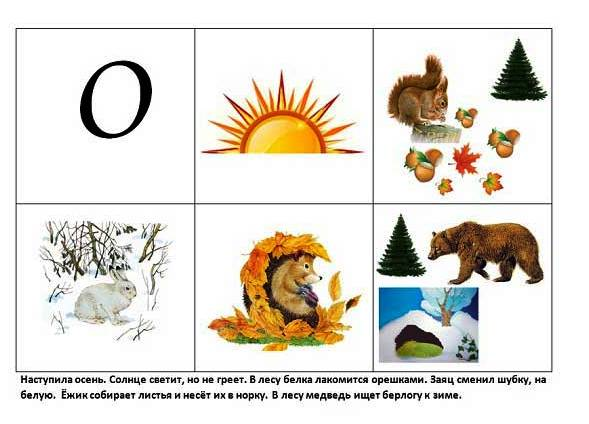 О
Наступила осень. Солнце светит, но не греет. В лесу белка лакомится орешками. Заяц сменил шубку, на
белую. Ёжик собирает листья и несёт их в норку. В лесу медведь ищет берлогу к зиме.